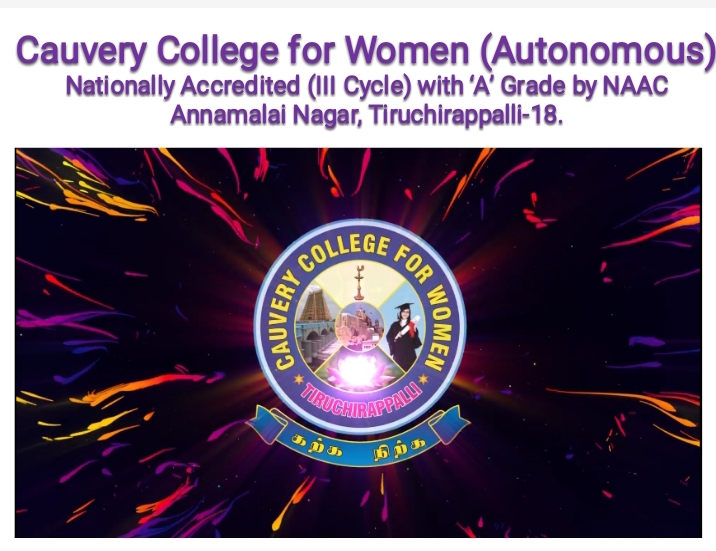 Cauvery College for Women (Autonomous)
Nationally Accredited (III Cycle) with ‘A’ Grade by NAAC
Annamalai Nagar, Tiruchirappalli-18.
CAUVERY COLLEGE FOR WOMEN
TIRUCHIRAPPALLI
கற்க நிற்க